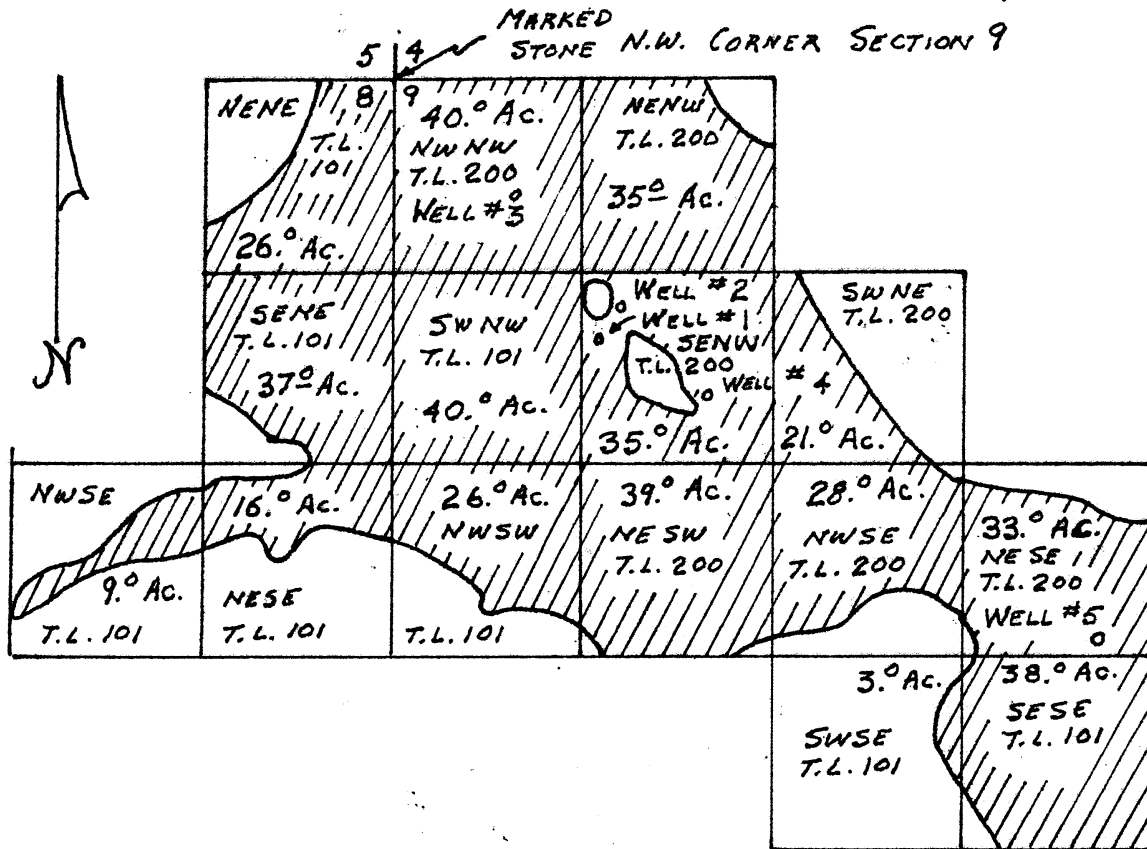 MARKED
STONE N.W. CORNER SECTION 9
5 4
8 9
N
NENE
T.L.
101
26.0 Ac.
40.0 Ac.
NW NW
T.L. 200
WELL #3
NENW
T.L. 200
35.0 Ac.
SENE
T.L. 101
37.0 Ac.
SW NW
T.L. 101
40.0 Ac.
WELL #2
WELL #1
SENW
T.L. 200
WELL #4
35.0 Ac.
SWNE
T.L. 200
21.0 Ac.
NWSE
9.0 Ac.
T.L. 101
16.0 Ac.
NESE
T.L. 101
26.0 Ac.
NWSW
T.L. 101
39.0 Ac.
NE SW
T.L. 200
28.0 Ac.
NWSE
T.L. 200
33.0 Ac.
NE SE
T.L. 200
WELL #5
3.0 Ac.
SWSE
T.L. 101
38.0 Ac.
SESE
T.L. 101